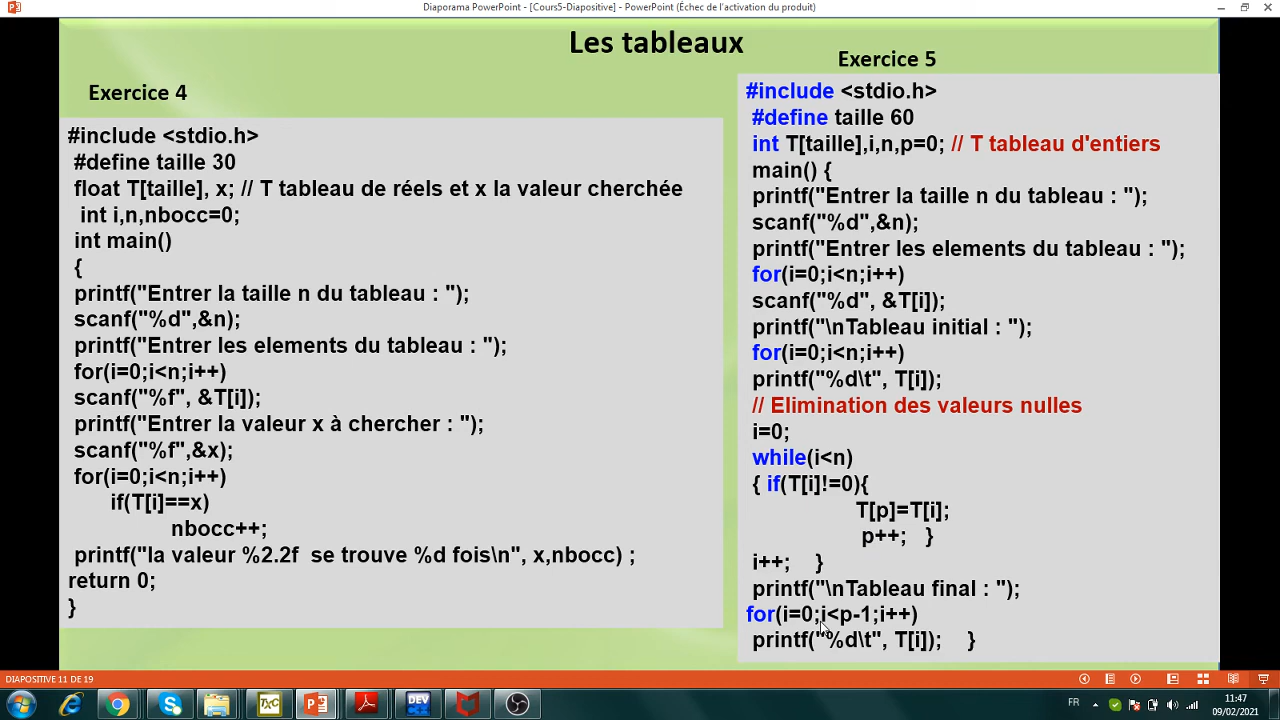 Diaporama PowerPoint - [Cours5-Diapositive] - PowerPoint (Échec de l'activation du produit)
Les tableaux
Exercice 4
#include <stdio.h>
#define taille 30
float T[taille], x; // T tableau de réels et x la valeur cherchée
int i,n,nbocc=0;
int main()
{
printf("Entrer la taille n du tableau : ");
scanf("%d",&n);
printf("Entrer les elements du tableau : ");
for(i=0;i<n;i++)
scanf("%f", &T[i]);
printf("Entrer la valeur x à chercher : ");
scanf("%f",&x);
for(i=0;i<n;i++)
if(T[i]==x)
nbocc++;
printf("la valeur %2.2f  se trouve %d fois\n", x,nbocc) ;
return 0;
}
Exercice 5
#include <stdio.h>
#define taille 60
int T[taille],i,n,p=0; // T tableau d'entiers
main() {
printf("Entrer la taille n du tableau : ");
scanf("%d",&n);
printf("Entrer les elements du tableau : ");
for(i=0;i<n;i++)
scanf("%d", &T[i]);
printf("\nTableau initial : ");
for(i=0;i<n;i++)
printf("%d\t", T[i]);
// Elimination des valeurs nulles
i=0;
while(i<n)
{ if(T[i]!=0){
T[p]=T[i];
p++;   }
i++;    }
printf("\nTableau final : ");
for(i=0;i<p-1;i++)
printf("%d\t", T[i]);    }
DIAPOSITIVE 11 DE 19
TXC
DEV
FR
11:47
09/02/2021